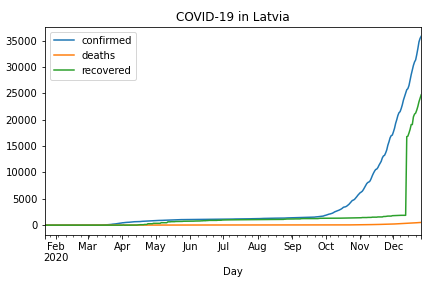 COVID-19 in Latvia
confirmed
deaths
recovered
35000
30000
25000
20000
15000
10000
5000
0
Feb Mar Apr May Jun Jul Aug Sep Oct Nov Dec
2020
Day